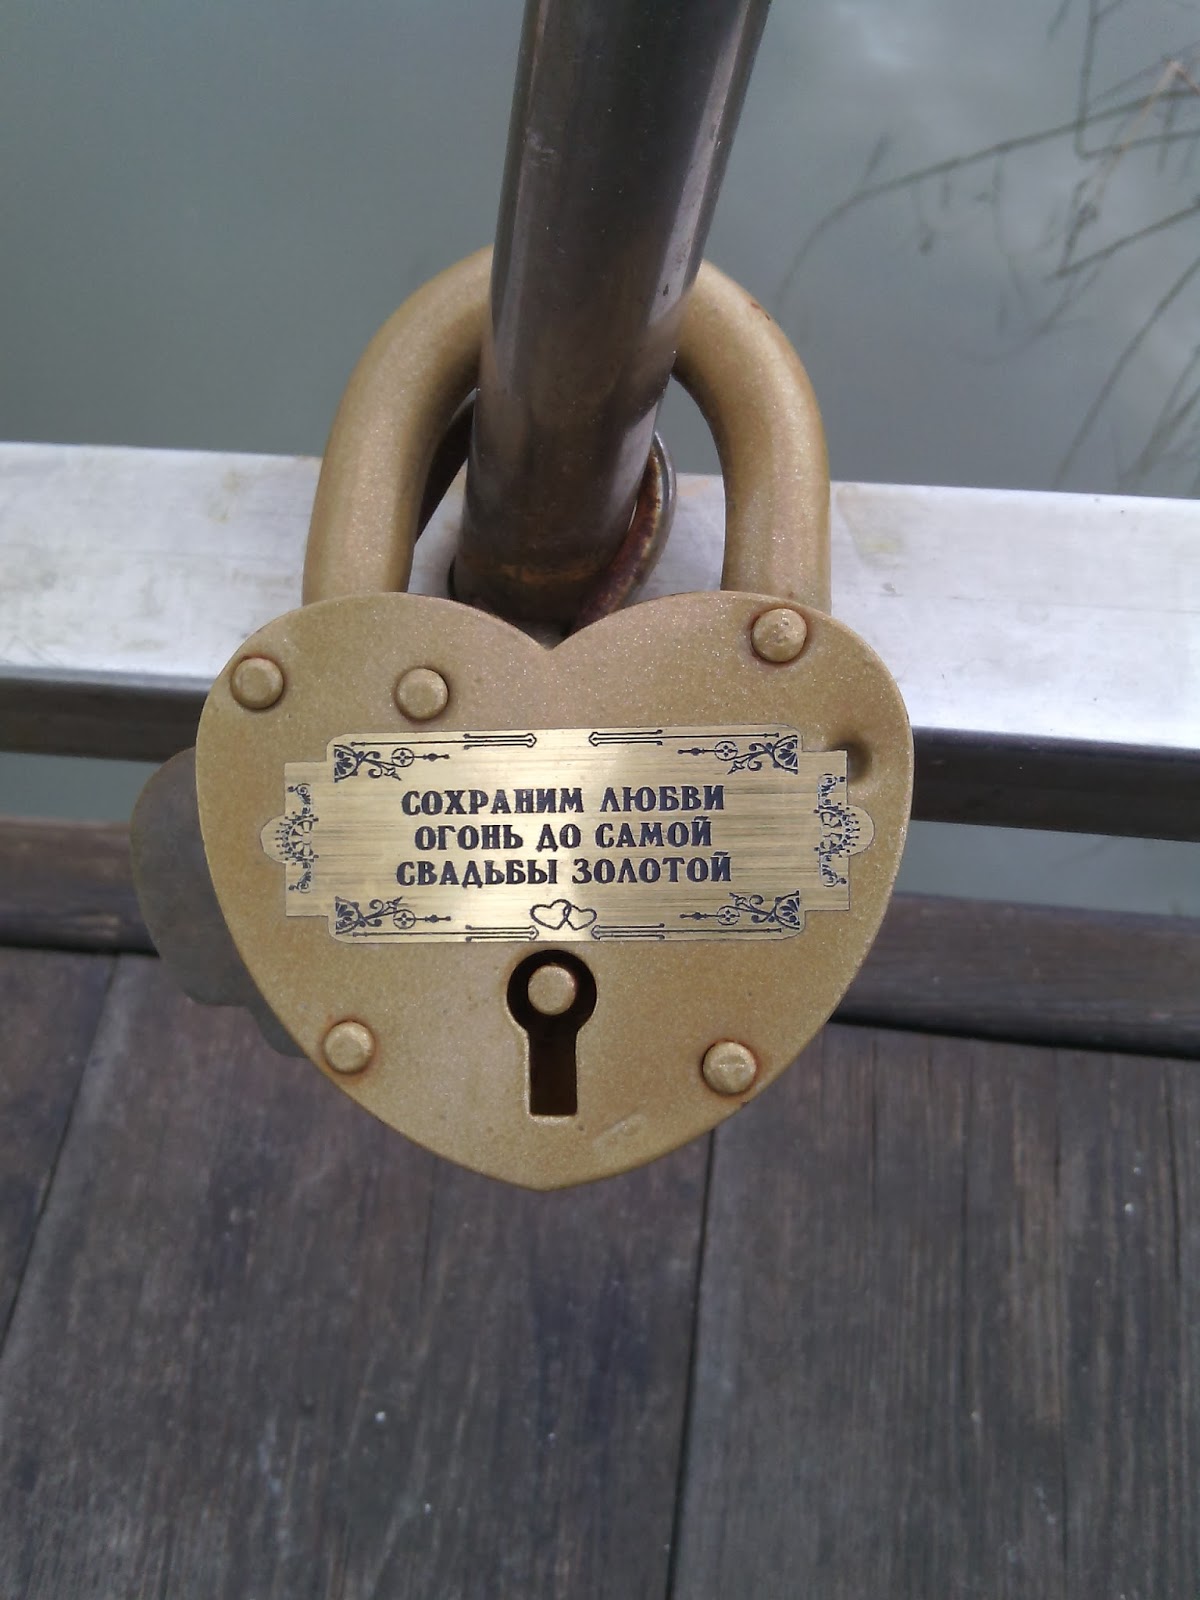 СОХРАНИМ ЛЮБВИ
ОГОНЬ ДО САМОЙ
СВАДЬБЫ ЗОЛОТОЙ